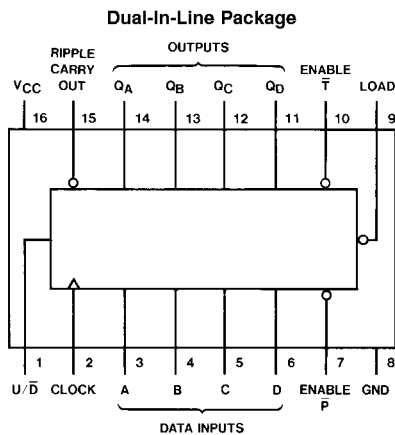 Dual-In-Line Package
OUTPUTS
RIPPLE CARRY OUT
VCC
QA QB QC QD
ENABLE T̅
LOAD
16 15 14 13 12 11 10 9
1 2 3 4 5 6 7 8
U/D̅ CLOCK A B C D ENABLE P̅ GND
DATA INPUTS